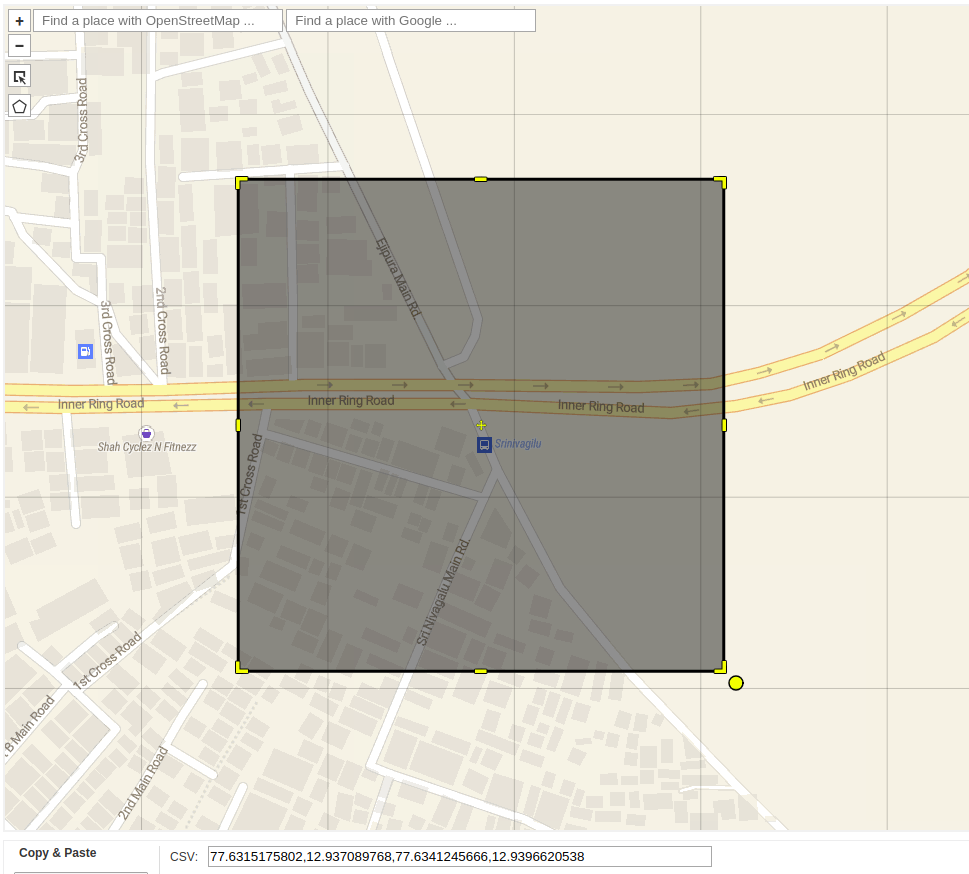 +
Find a place with OpenStreetMap ...
Find a place with Google ...
−
3rd Cross Road
Ejipura Main Rd.
2nd Cross Road
3rd Cross Road
Inner Ring Road
Inner Ring Road
Inner Ring Road
Inner Ring Road
Shah Cyclez N Fitnezz
Srinivagilu
1st Cross Road
Sri Nivagalu Main Rd.
1st Cross Road
B Main Road
2nd Main Road
Copy & Paste
CSV:
77.6315175802,12.937089768,77.6341245666,12.9396620538